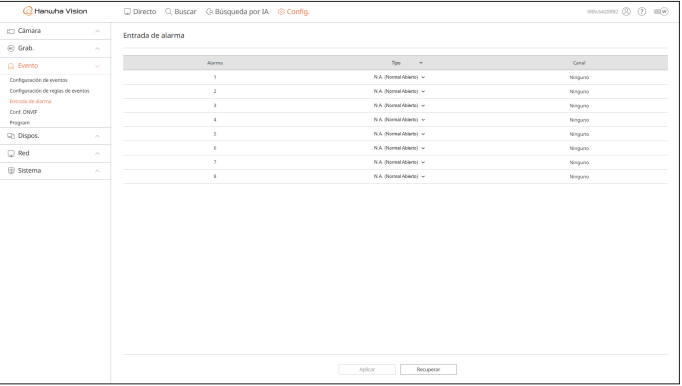 Hanwha Vision
Directo Buscar Búsqueda por IA Config.
Cámara
Grab.
Evento
Configuración de eventos
Configuración de reglas de eventos
Entrada de alarma
Conf. ONVIF
Program
Dispos.
Red
Sistema
Entrada de alarma
Alarma Tipo Canal
1 N.A. (Normal Abierto) Ninguno
2 N.A. (Normal Abierto) Ninguno
3 N.A. (Normal Abierto) Ninguno
4 N.A. (Normal Abierto) Ninguno
5 N.A. (Normal Abierto) Ninguno
6 N.A. (Normal Abierto) Ninguno
7 N.A. (Normal Abierto) Ninguno
8 N.A. (Normal Abierto) Ninguno
Aplicar Recuperar